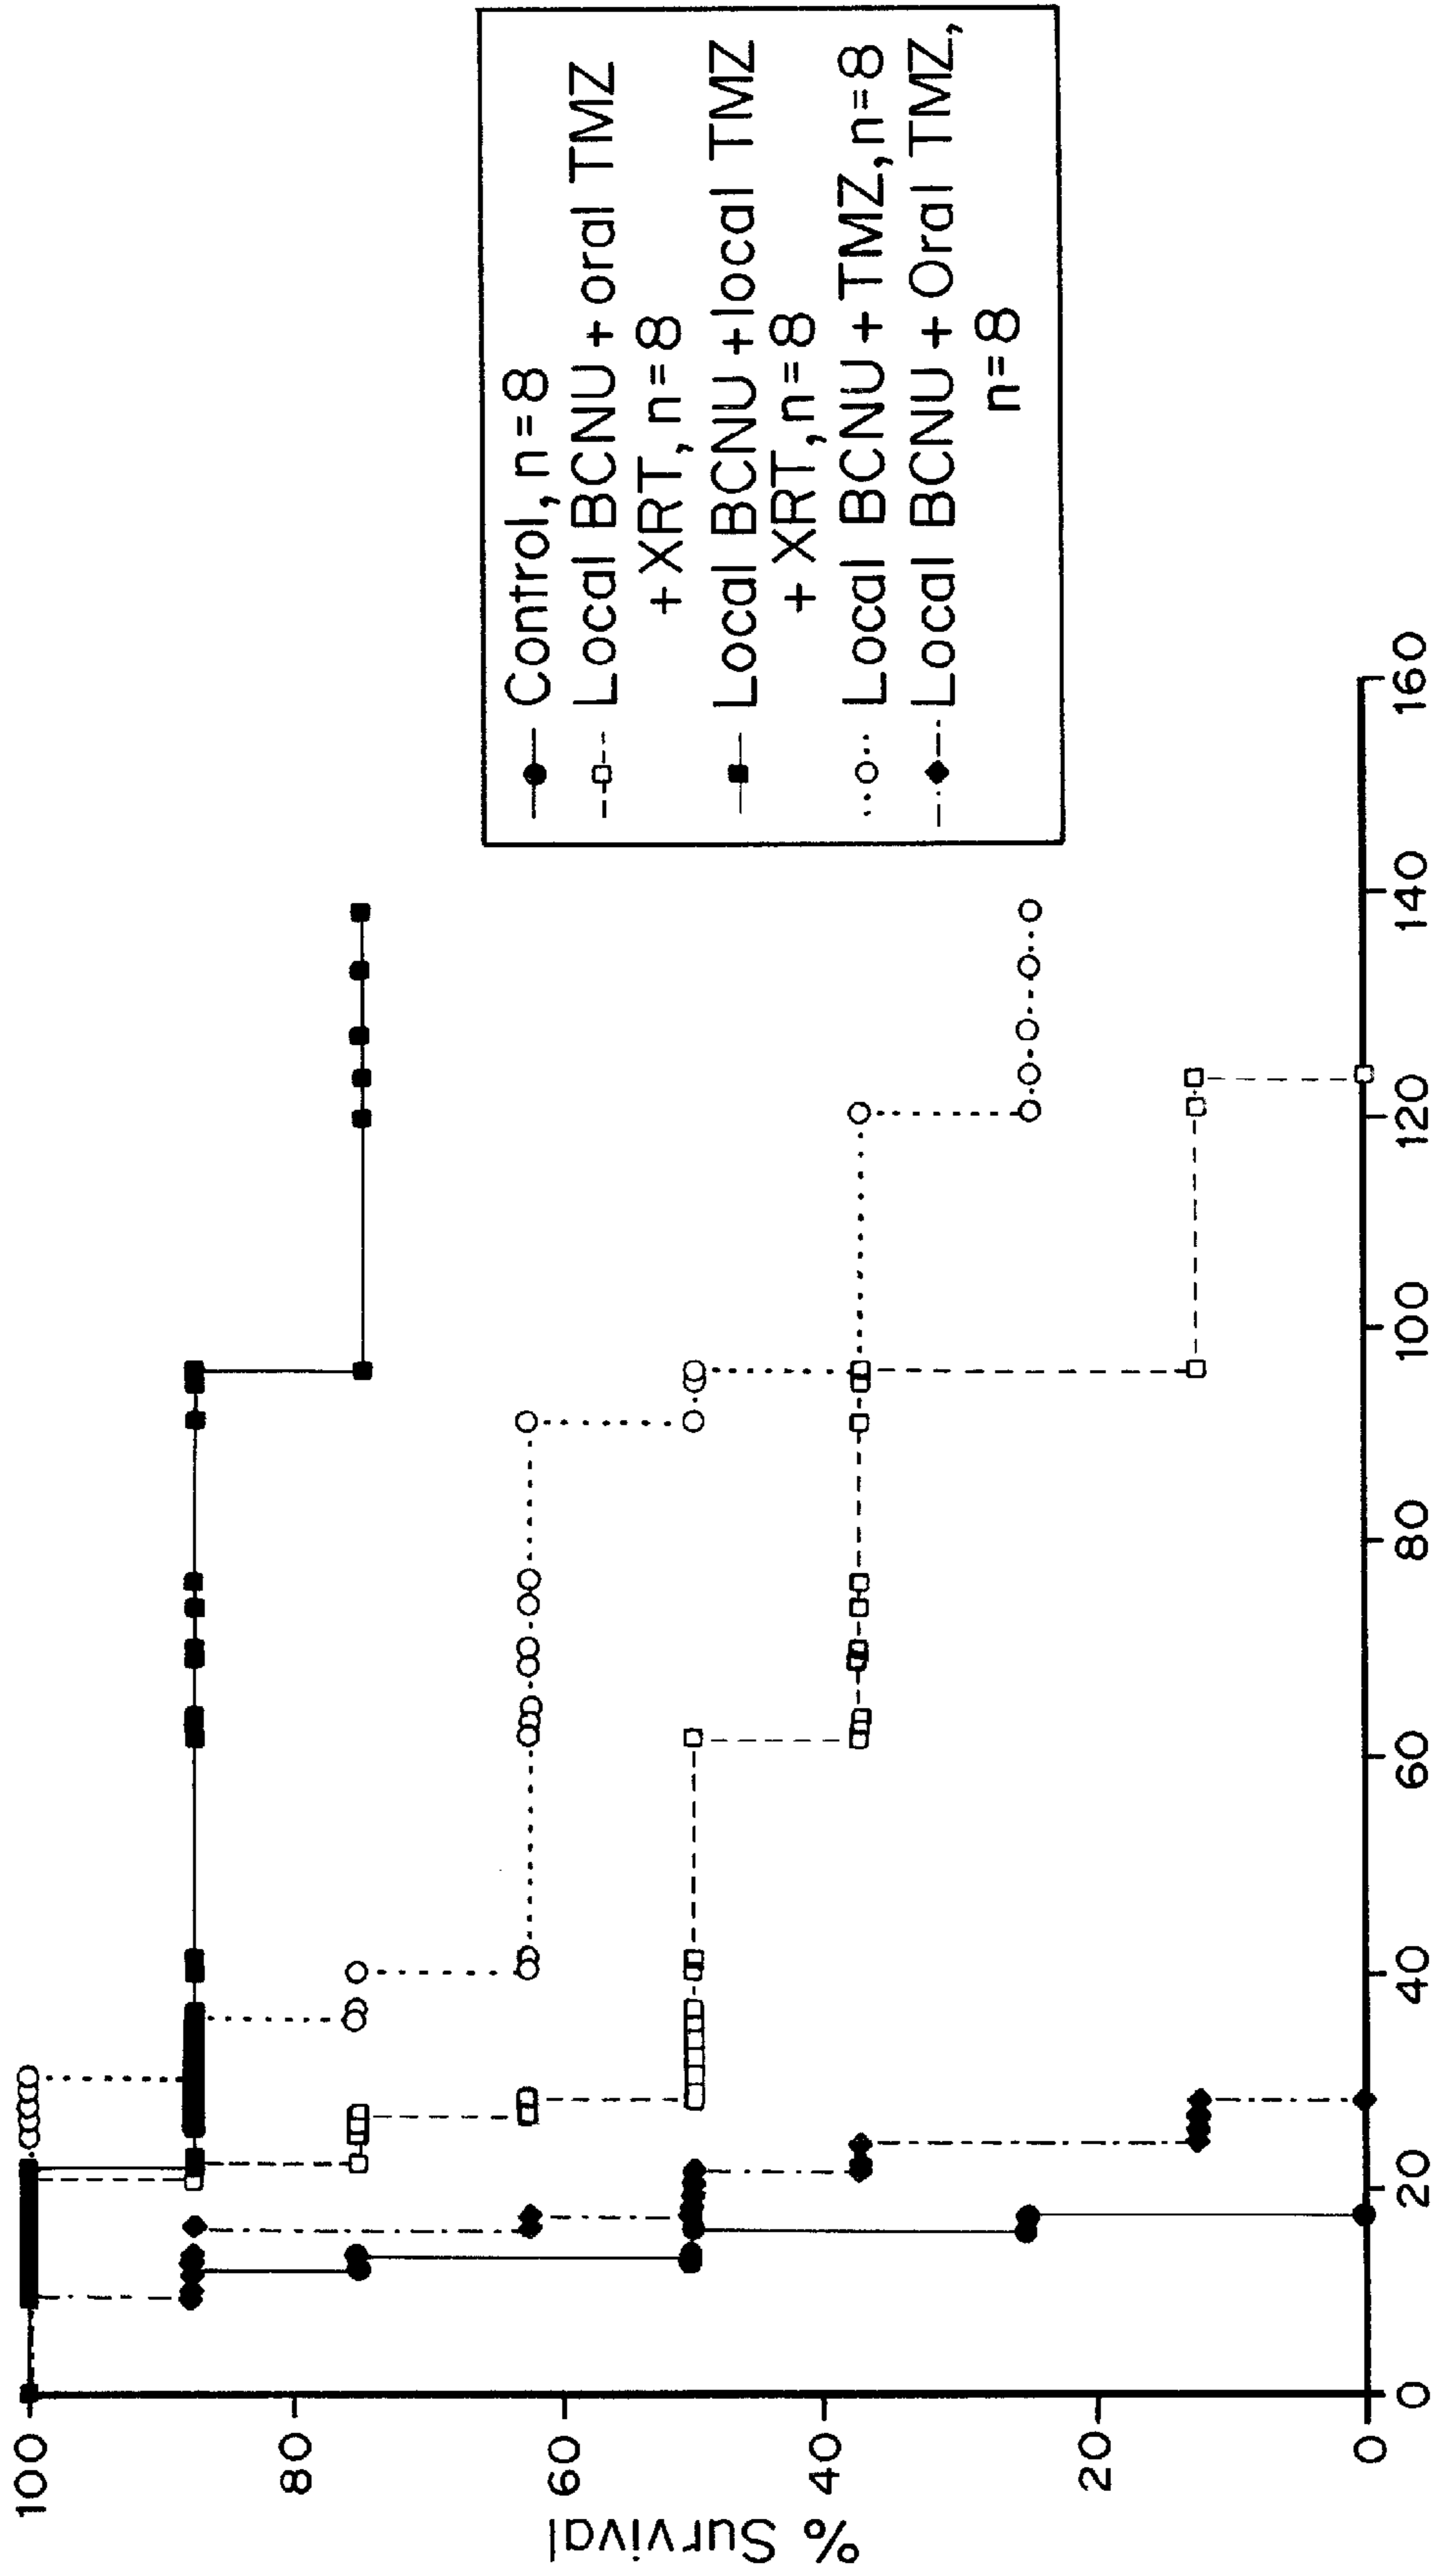 % Survival
100
80
60
40
20
0
0 20 40 60 80 100 120 140 160
Control, n=8
Local BCNU + oral TMZ
+ XRT, n=8
Local BCNU + local TMZ
+ XRT, n=8
Local BCNU + TMZ, n=8
Local BCNU + Oral TMZ,
n=8